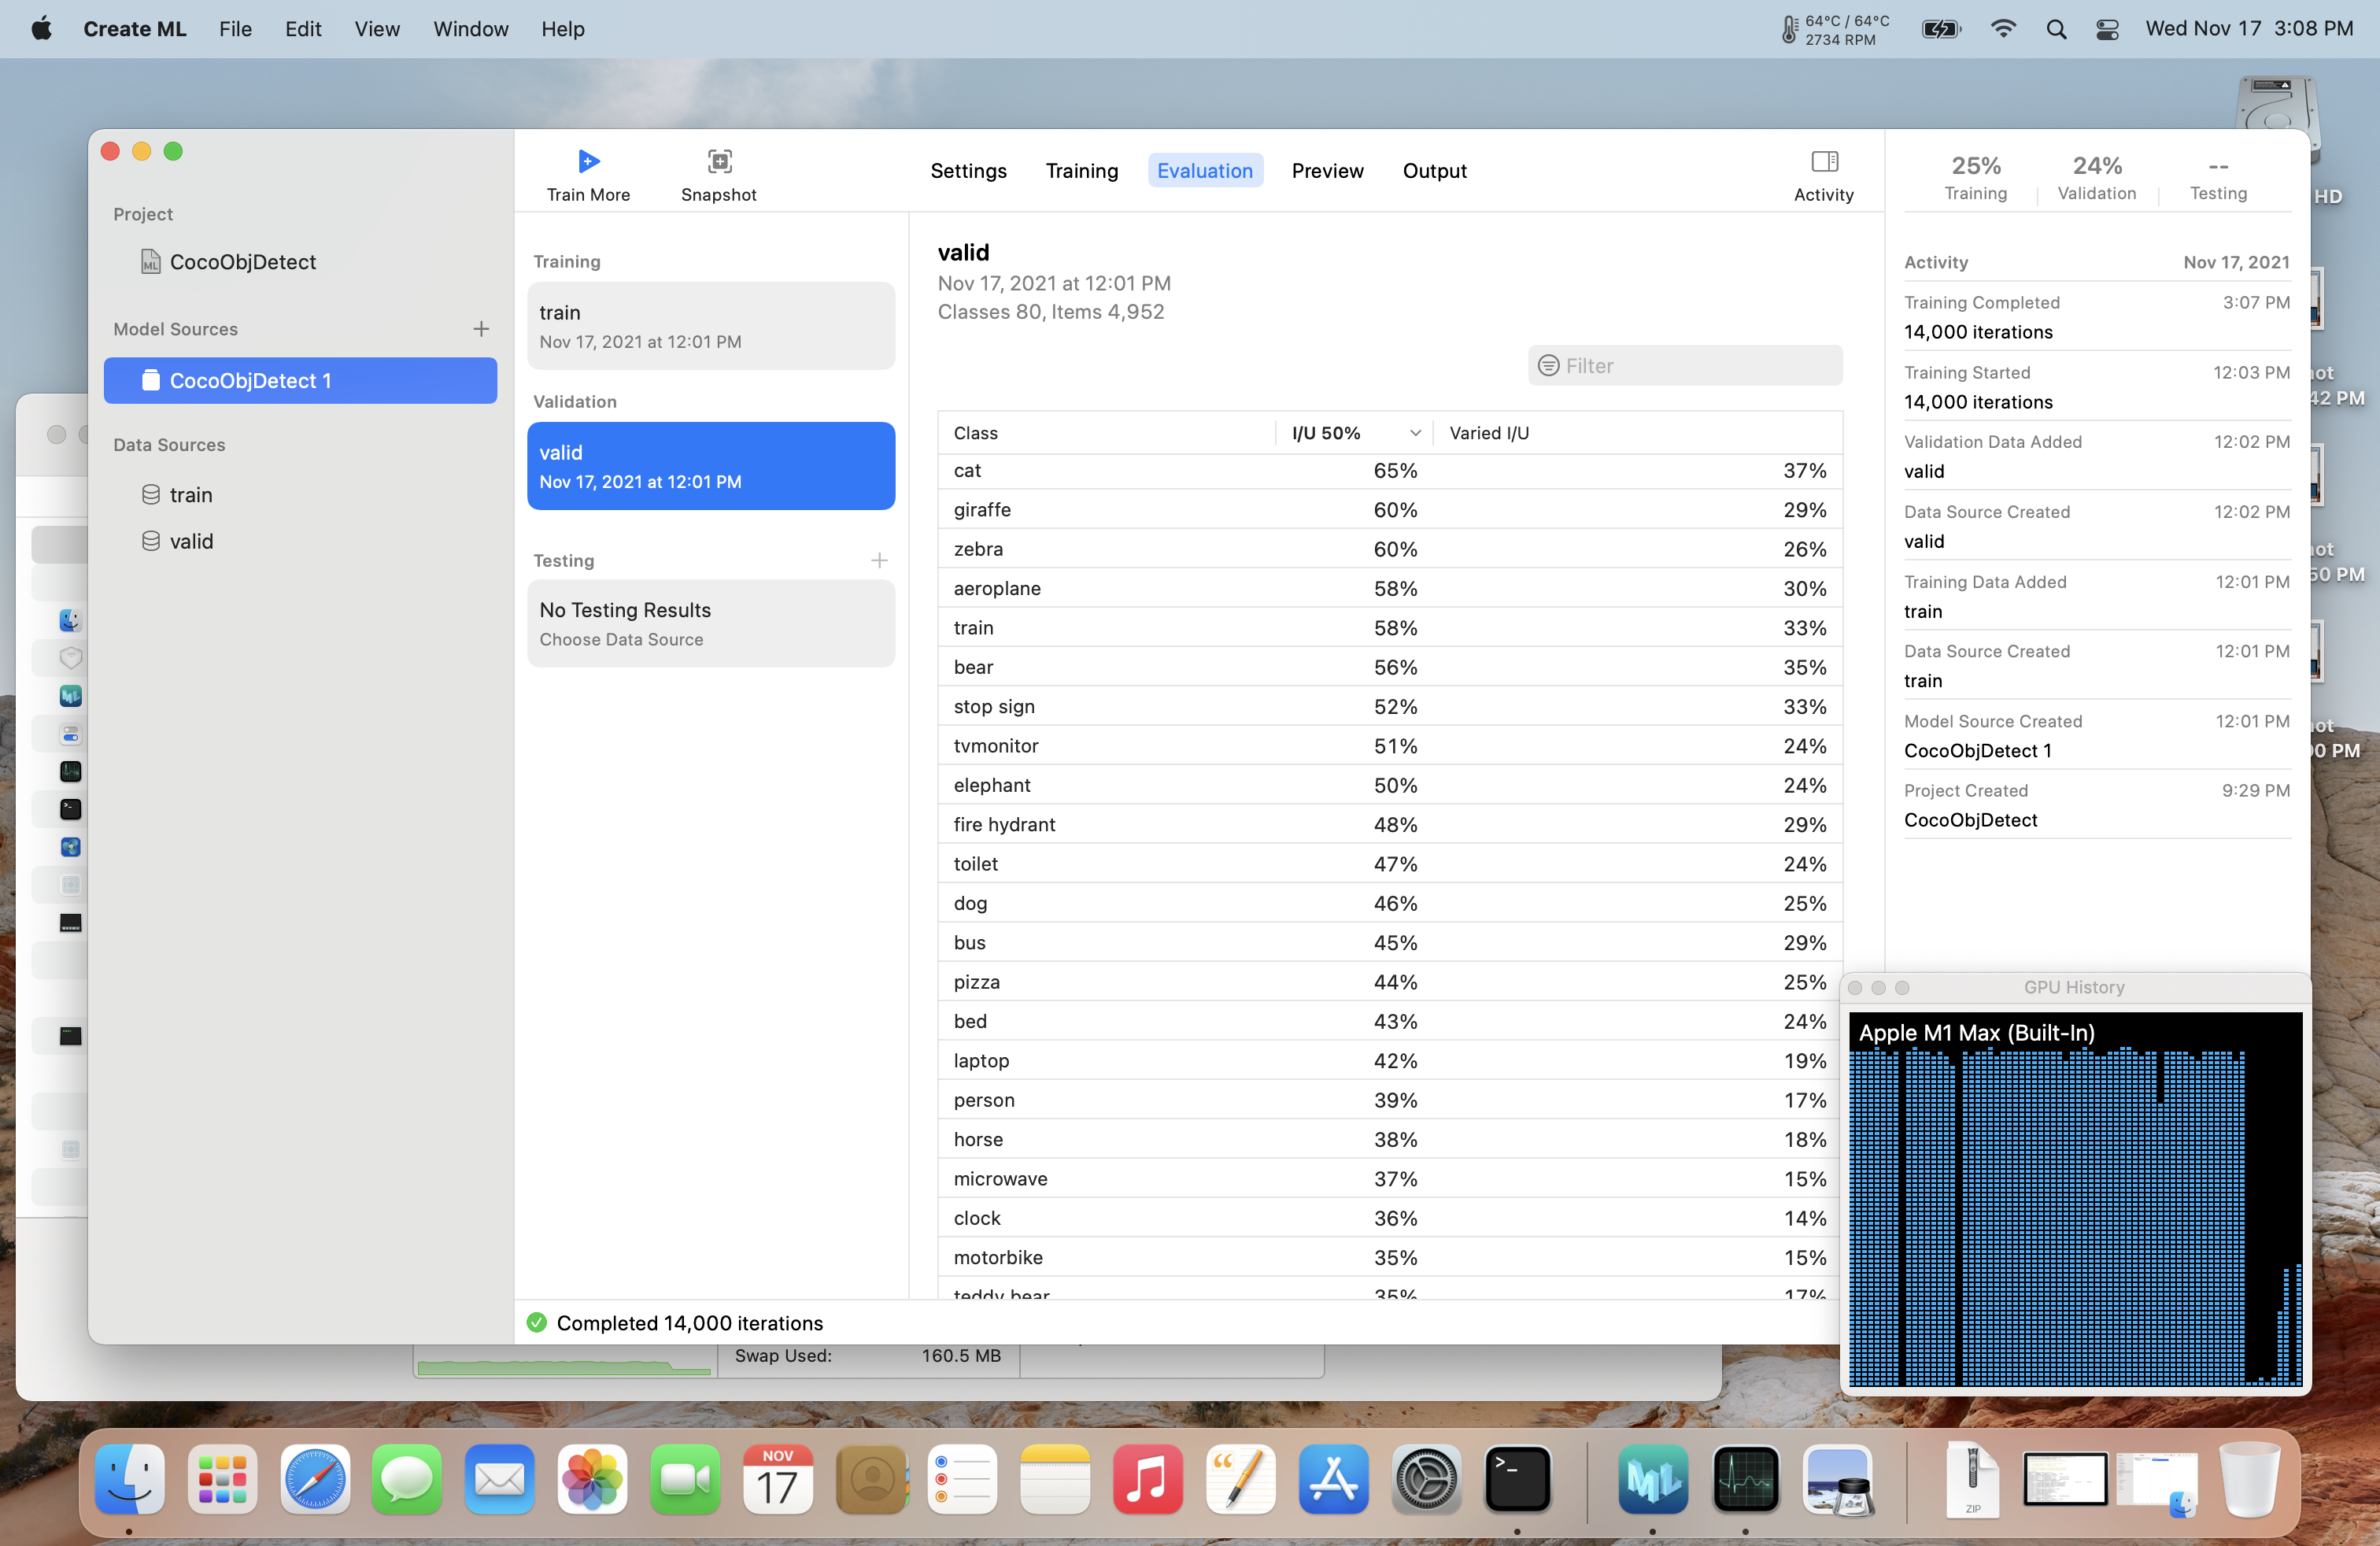 Create ML File Edit View Window Help
64°C / 64°C
2734 RPM
Wed Nov 17 3:08 PM
Project
CocoObjDetect
Model Sources
CocoObjDetect 1
Data Sources
train
valid
Train More
Snapshot
Settings Training Evaluation Preview Output
Activity
Training
train
Nov 17, 2021 at 12:01 PM
Validation
valid
Nov 17, 2021 at 12:01 PM
Testing
No Testing Results
Choose Data Source
valid
Nov 17, 2021 at 12:01 PM
Classes 80, Items 4,952
Filter
Class I/U 50% Varied I/U
cat 65% 37%
giraffe 60% 29%
zebra 60% 26%
aeroplane 58% 30%
train 58% 33%
bear 56% 35%
stop sign 52% 33%
tvmonitor 51% 24%
elephant 50% 24%
fire hydrant 48% 29%
toilet 47% 24%
dog 46% 25%
bus 45% 29%
pizza 44% 25%
bed 43% 24%
laptop 42% 19%
person 39% 17%
horse 38% 18%
microwave 37% 15%
clock 36% 14%
motorbike 35% 15%
teddy bear 35% 17%
Completed 14,000 iterations
25% 24% --
Training Validation Testing
Activity Nov 17, 2021
Training Completed 3:07 PM
14,000 iterations
Training Started 12:03 PM
14,000 iterations
Validation Data Added 12:02 PM
valid
Data Source Created 12:02 PM
valid
Training Data Added 12:01 PM
train
Data Source Created 12:01 PM
train
Model Source Created 12:01 PM
CocoObjDetect 1
Project Created 9:29 PM
CocoObjDetect
HD
42 PM
50 PM
00 PM
GPU History
Apple M1 Max (Built-In)
Swap Used: 160.5 MB
NOV
17
ML
ZIP